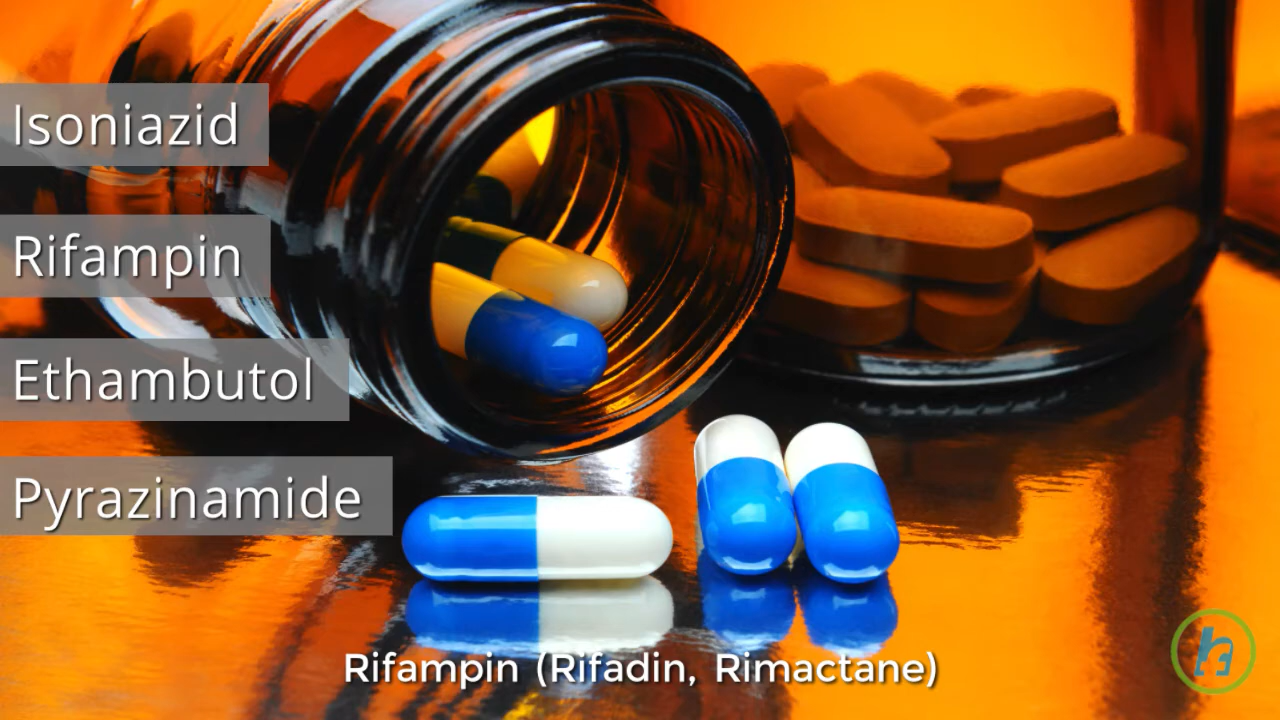 Isoniazid
Rifampin
Ethambutol
Pyrazinamide
Rifampin (Rifadin, Rimactane)